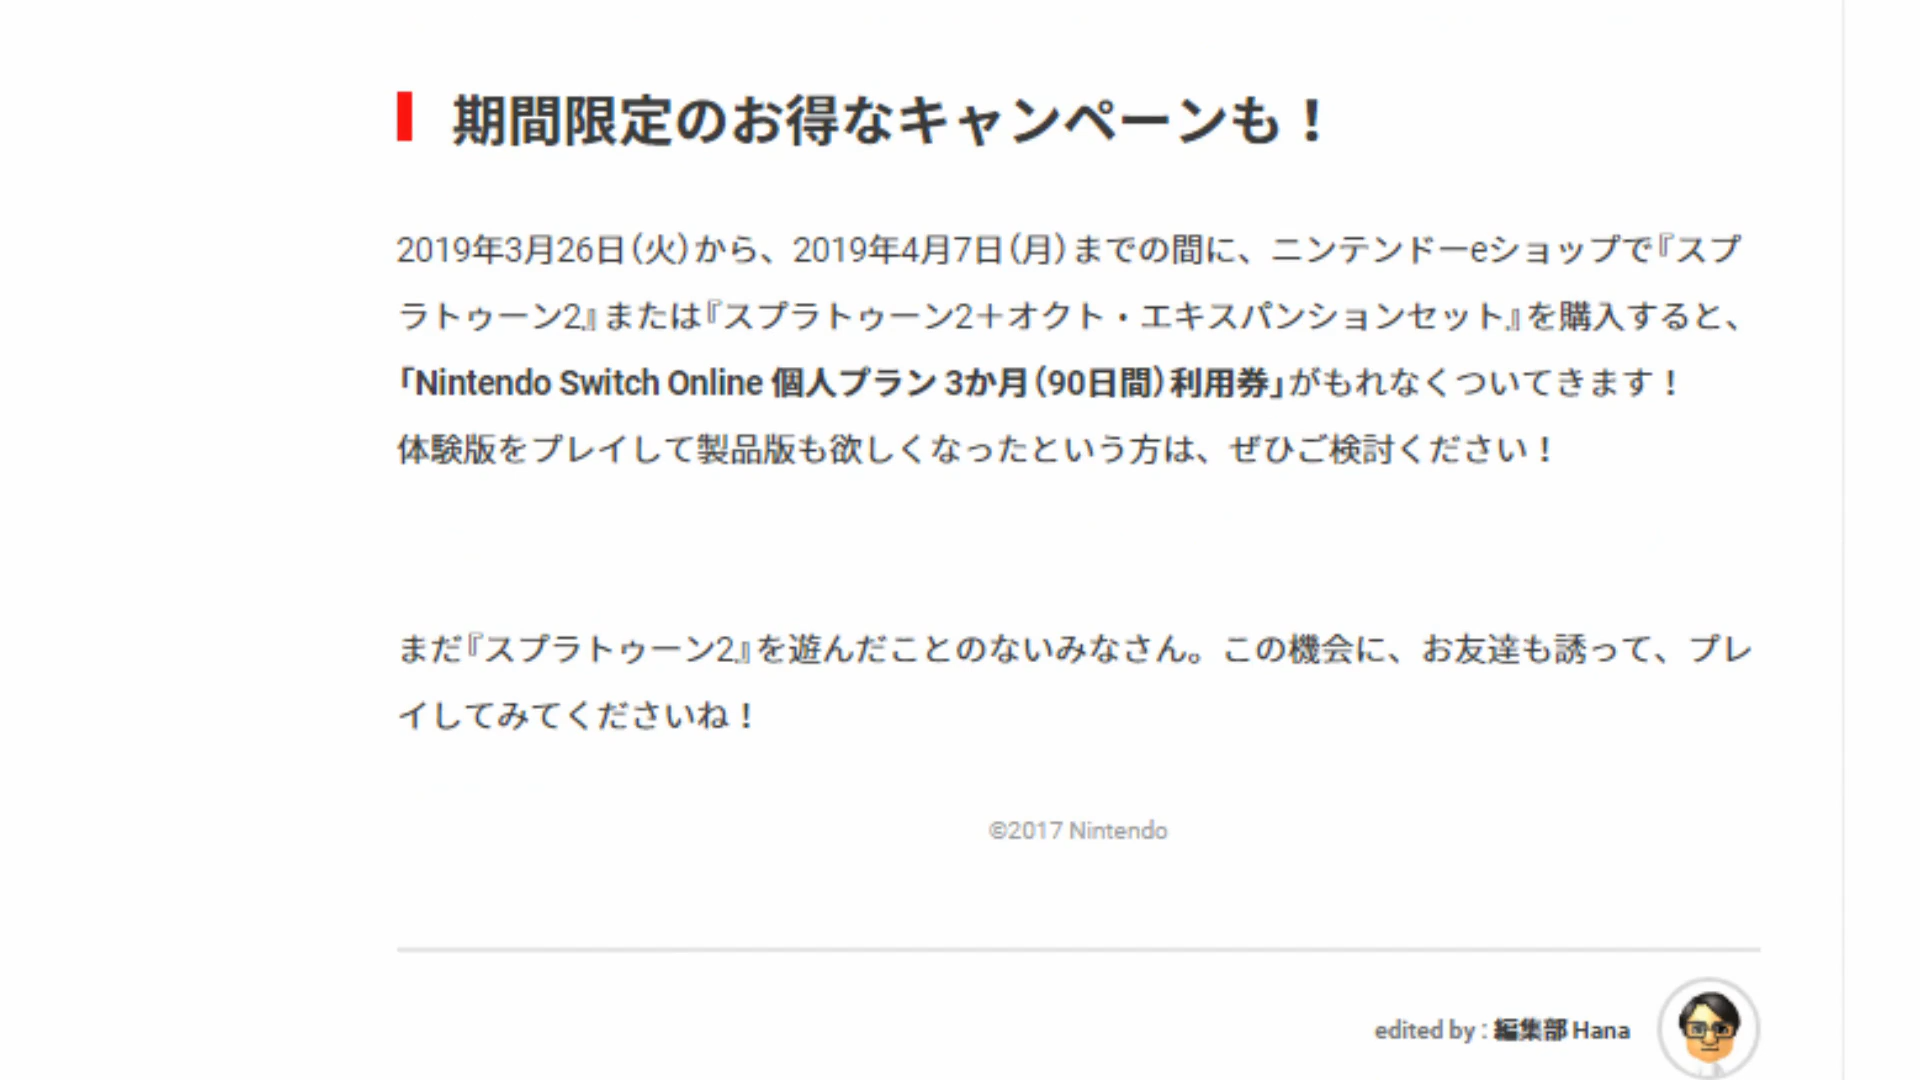 期間限定のお得なキャンペーンも！
2019年3月26日（火）から、2019年4月7日（月）までの間に、ニンテンドーeショップで『スプ
ラトゥーン2』または『スプラトゥーン2＋オクト・エキスパンションセット』を購入すると、
「Nintendo Switch Online 個人プラン 3か月（90日間）利用券」がもれなくついてきます！
体験版をプレイして製品版も欲しくなったという方は、ぜひご検討ください！
まだ『スプラトゥーン2』を遊んだことのないみなさん。この機会に、お友達も誘って、プレ
イしてみてくださいね！
©2017 Nintendo
edited by : 編集部 Hana